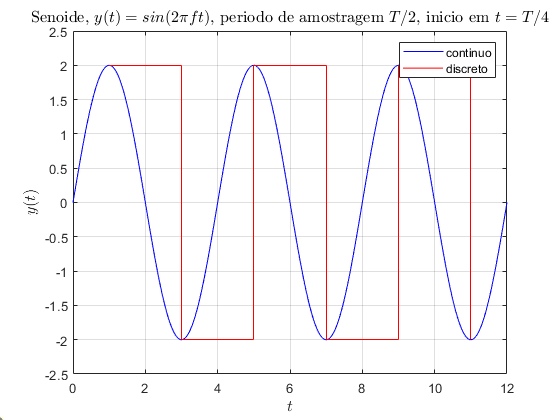 Senoide, y(t) = sin(2πft), periodo de amostragem T/2, inicio em t = T/4
2.5
2
1.5
1
0.5
0
-0.5
-1
-1.5
-2
-2.5
y(t)
continuo
discreto
0 2 4 6 8 10 12
t